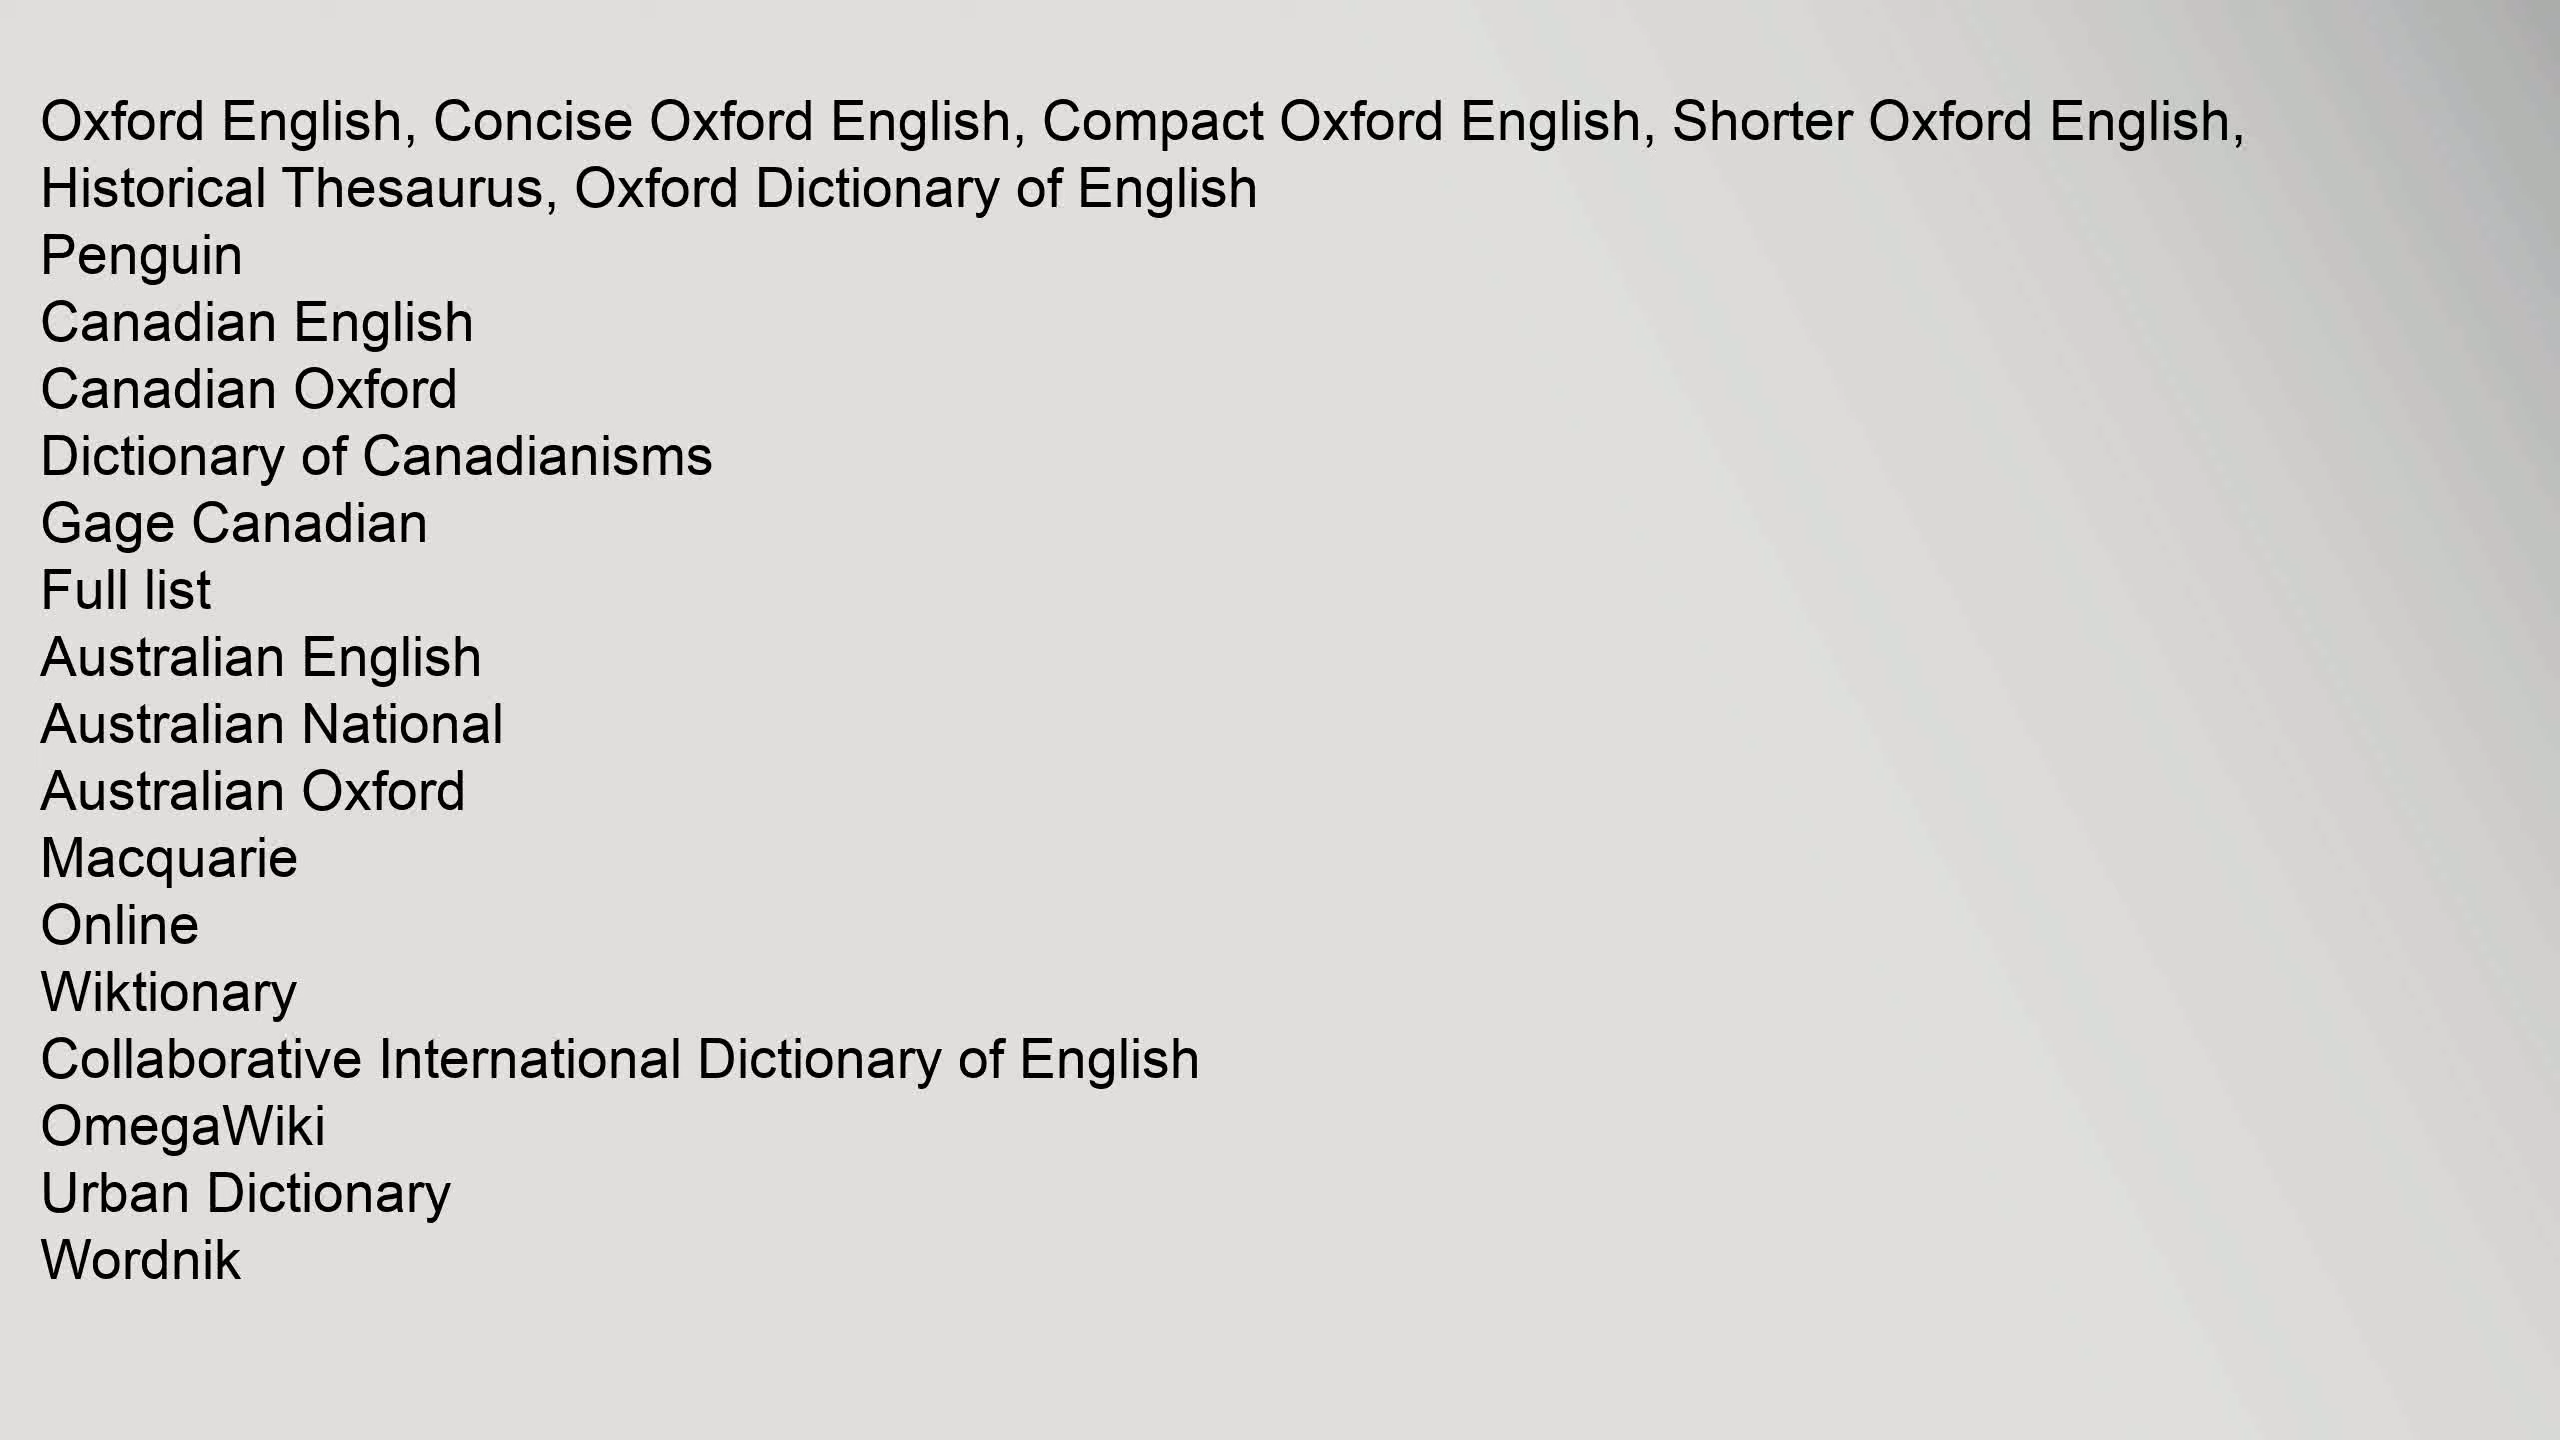 Oxford English, Concise Oxford English, Compact Oxford English, Shorter Oxford English,
Historical Thesaurus, Oxford Dictionary of English
Penguin
Canadian English
Canadian Oxford
Dictionary of Canadianisms
Gage Canadian
Full list
Australian English
Australian National
Australian Oxford
Macquarie
Online
Wiktionary
Collaborative International Dictionary of English
OmegaWiki
Urban Dictionary
Wordnik